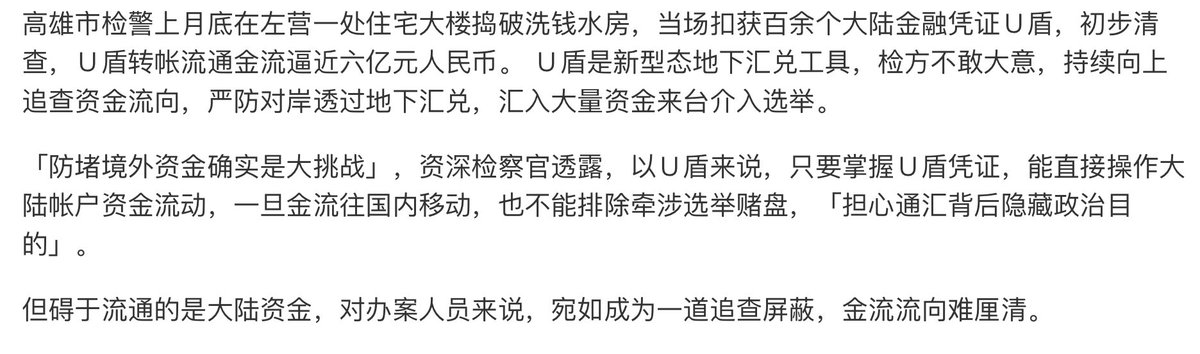 高雄市检警上月底在左营一处住宅大楼捣破洗钱水房，当场扣获百余个大陆金融凭证Ｕ盾，初步清
查，Ｕ盾转帐流通金流逼近六亿元人民币。 Ｕ盾是新型态地下汇兑工具，检方不敢大意，持续向上
追查资金流向，严防对岸透过地下汇兑，汇入大量资金来台介入选举。
「防堵境外资金确实是大挑战」，资深检察官透露，以Ｕ盾来说，只要掌握Ｕ盾凭证，能直接操作大
陆帐户资金流动，一旦金流往国内移动，也不能排除牵涉选举赌盘，「担心通汇背后隐藏政治目
的」。
但碍于流通的是大陆资金，对办案人员来说，宛如成为一道追查屏蔽，金流流向难厘清。